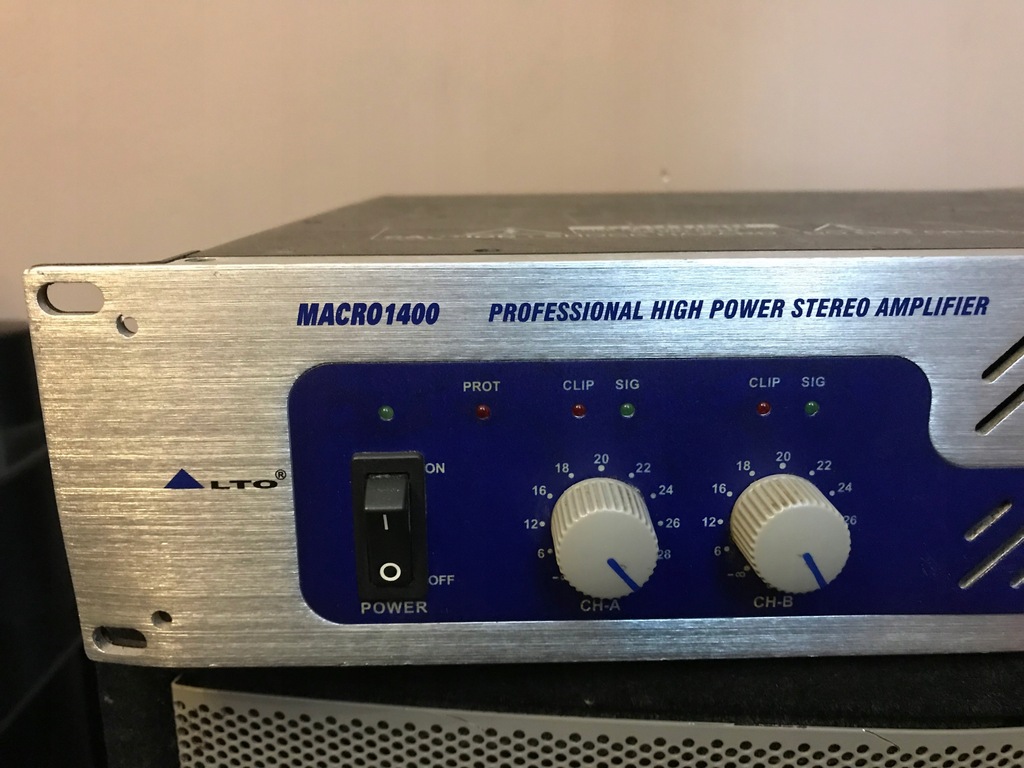 MACRO1400 PROFESSIONAL HIGH POWER STEREO AMPLIFIER
PROT CLIP SIG CLIP SIG
LTO®
ON
I
O
OFF
POWER
6 12 16 18 20 22 24 26 28
CH-A
-∞ 6 12 16 18 20 22 24 26
CH-B